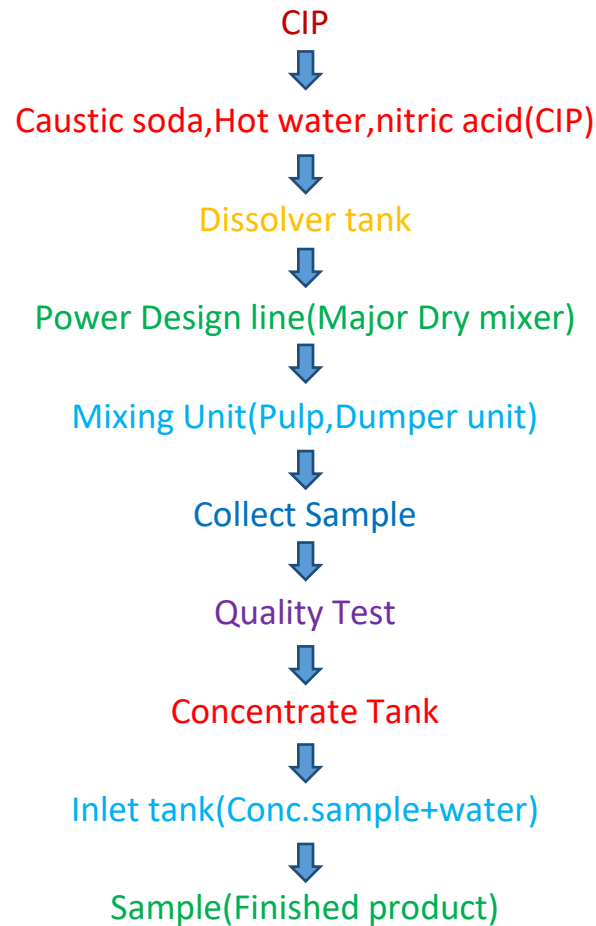 CIP
Caustic soda,Hot water,nitric acid(CIP)
Dissolver tank
Power Design line(Major Dry mixer)
Mixing Unit(Pulp,Dumper unit)
Collect Sample
Quality Test
Concentrate Tank
Inlet tank(Conc.sample+water)
Sample(Finished product)